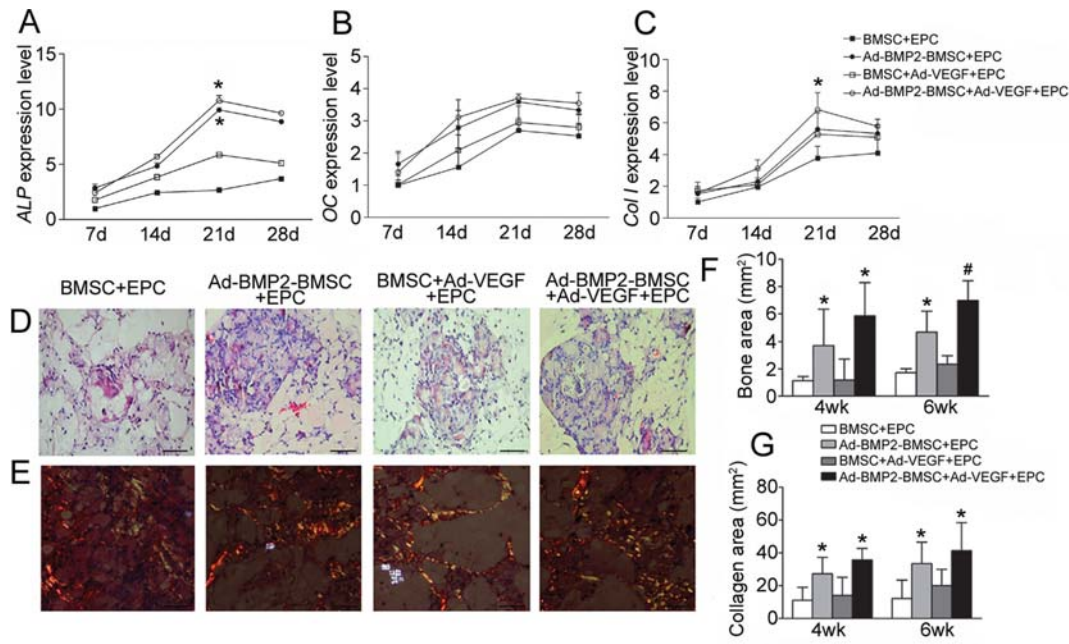 A
ALP expression level
15
10
5
0
*
*
7d 14d 21d 28d
B
OC expression level
5
4
3
2
1
0
7d 14d 21d 28d
C
Col I expression level
10
8
6
4
2
0
*
7d 14d 21d 28d
BMSC+EPC
Ad-BMP2-BMSC+EPC
BMSC+Ad-VEGF+EPC
Ad-BMP2-BMSC+Ad-VEGF+EPC
D
BMSC+EPC
Ad-BMP2-BMSC
+EPC
BMSC+Ad-VEGF
+EPC
Ad-BMP2-BMSC
+Ad-VEGF+EPC
E
F
Bone area (mm²)
8
6
4
2
0
* * * #
4wk 6wk
BMSC+EPC
Ad-BMP2-BMSC+EPC
BMSC+Ad-VEGF+EPC
Ad-BMP2-BMSC+Ad-VEGF+EPC
G
Collagen area (mm²)
80
60
40
20
0
* * * *
4wk 6wk